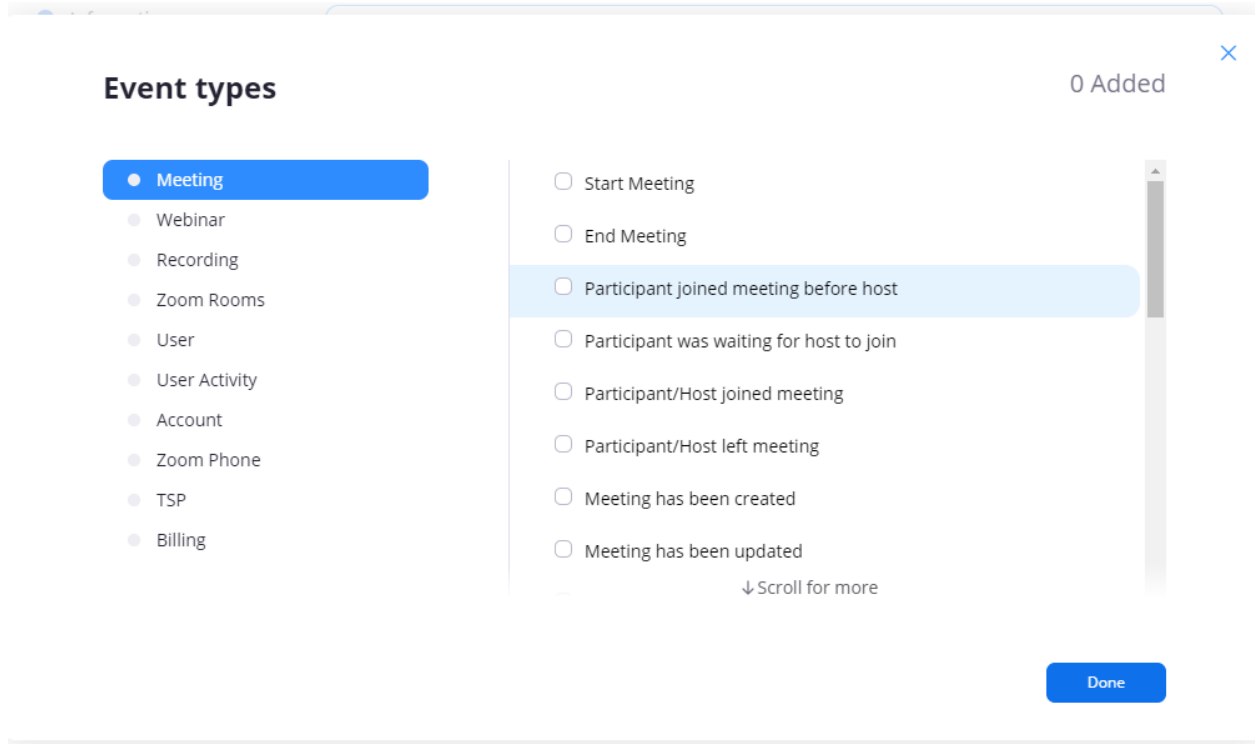 Event types
0 Added
Meeting
Webinar
Recording
Zoom Rooms
User
User Activity
Account
Zoom Phone
TSP
Billing
Start Meeting
End Meeting
Participant joined meeting before host
Participant was waiting for host to join
Participant/Host joined meeting
Participant/Host left meeting
Meeting has been created
Meeting has been updated
↓Scroll for more
Done